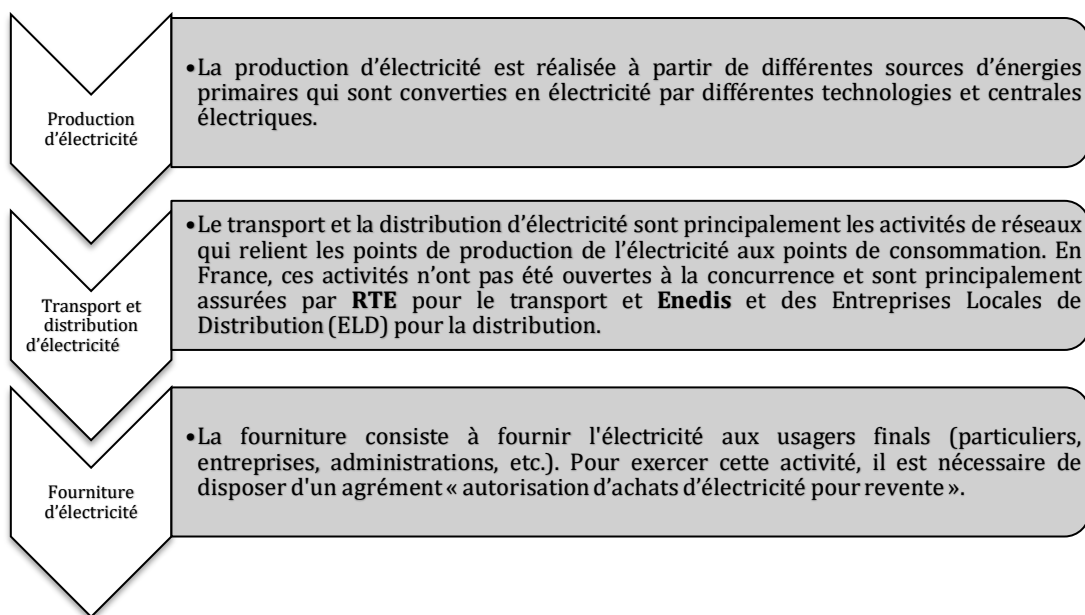 Production
d’électricité
•La production d’électricité est réalisée à partir de différentes sources d’énergies
primaires qui sont converties en électricité par différentes technologies et centrales
électriques.
Transport et
distribution
d’électricité
•Le transport et la distribution d’électricité sont principalement les activités de réseaux
qui relient les points de production de l’électricité aux points de consommation. En
France, ces activités n’ont pas été ouvertes à la concurrence et sont principalement
assurées par RTE pour le transport et Enedis et des Entreprises Locales de
Distribution (ELD) pour la distribution.
Fourniture
d’électricité
•La fourniture consiste à fournir l'électricité aux usagers finals (particuliers,
entreprises, administrations, etc.). Pour exercer cette activité, il est nécessaire de
disposer d'un agrément « autorisation d’achats d’électricité pour revente ».